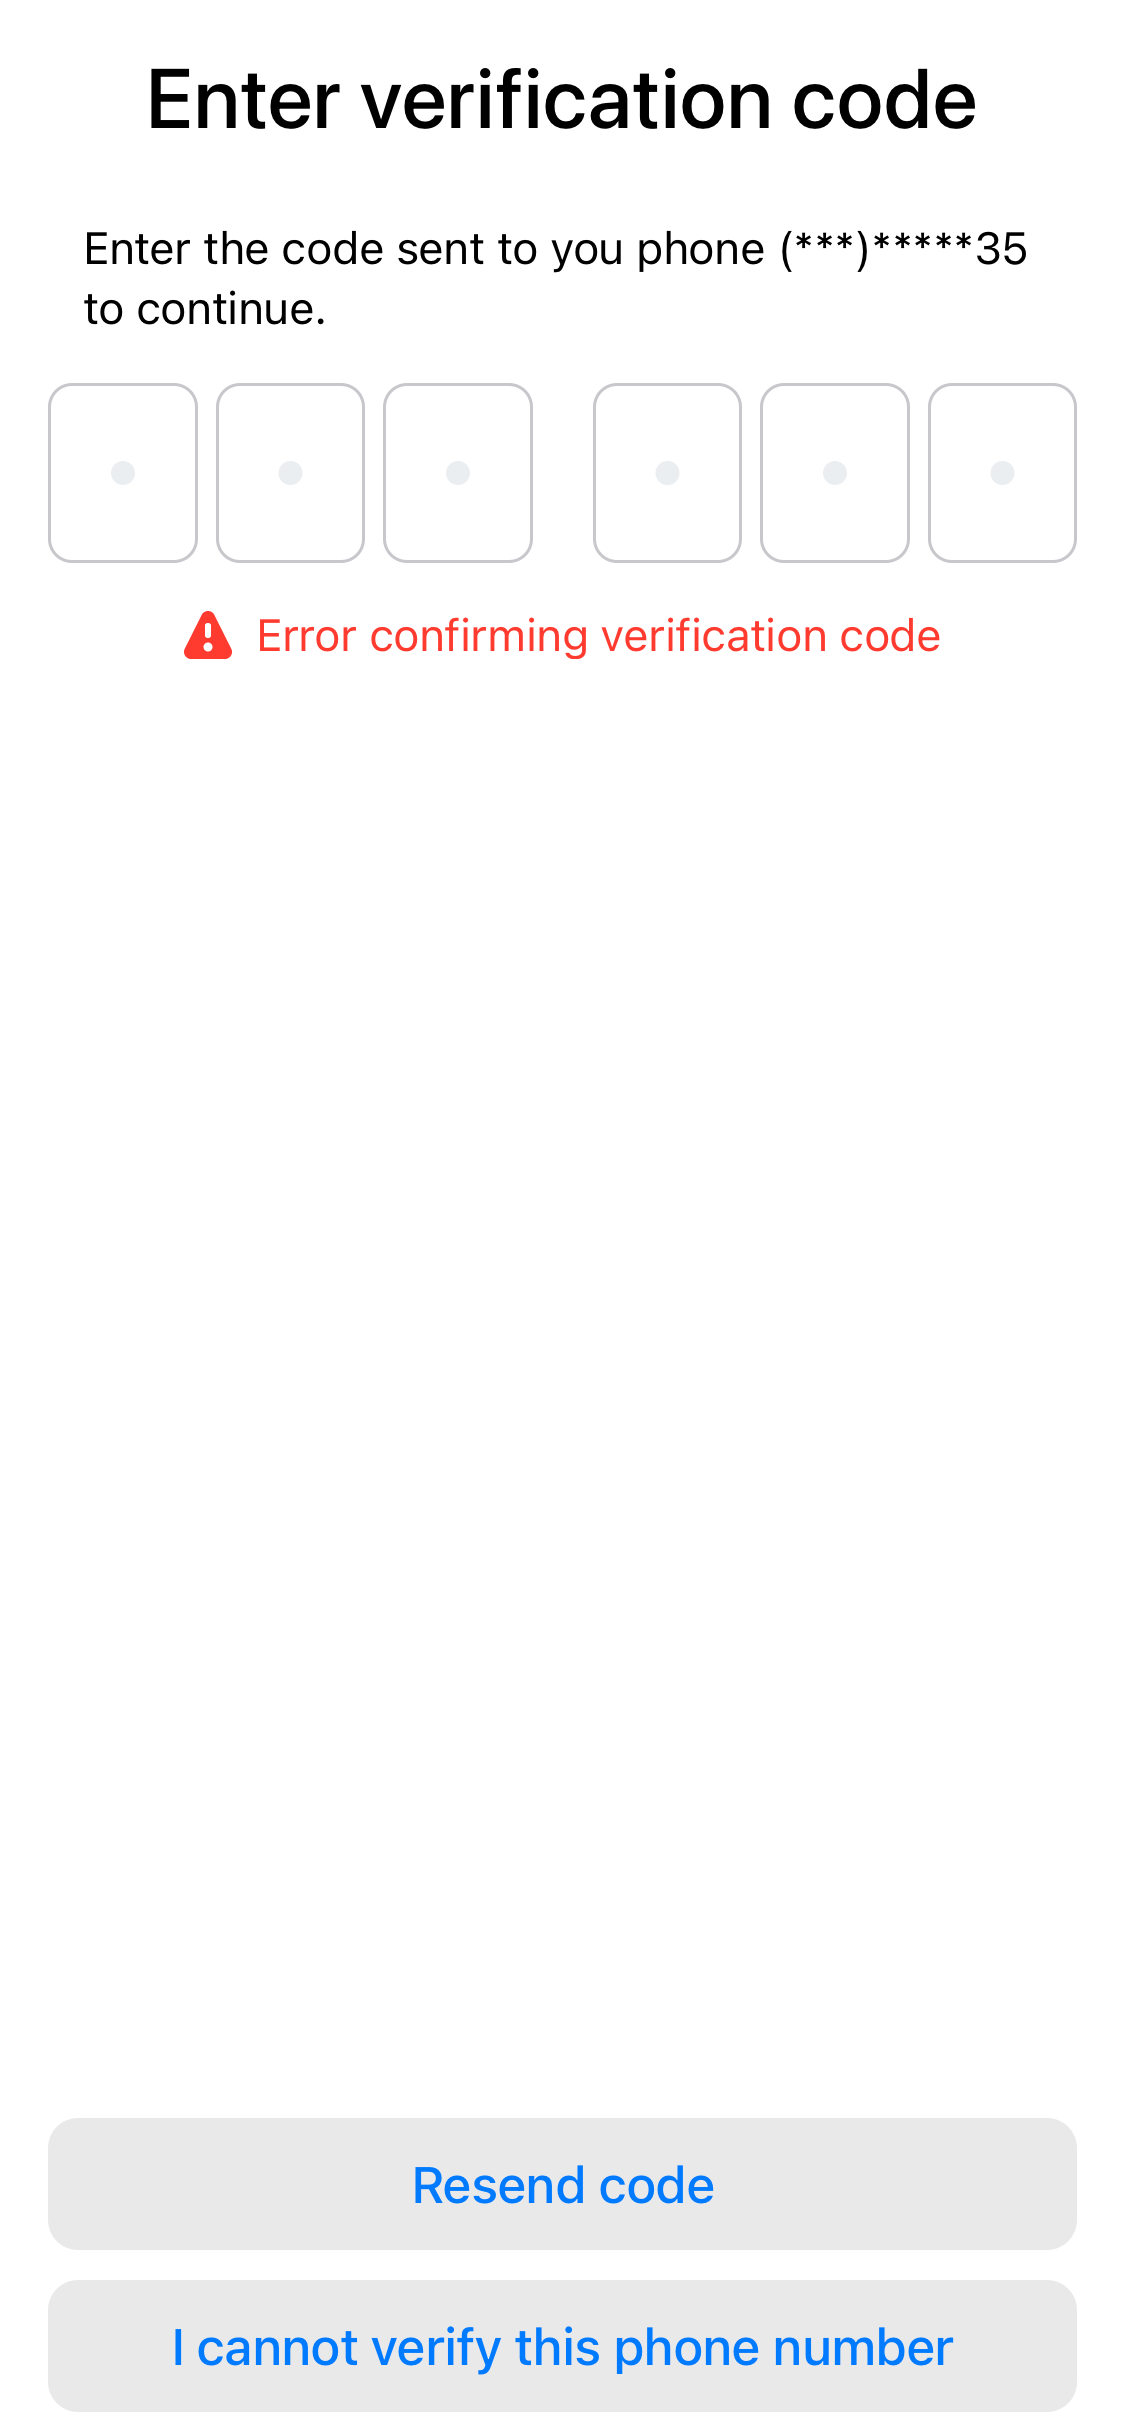 Enter verification code
Enter the code sent to you phone (***)*****35
to continue.
Error confirming verification code
Resend code
I cannot verify this phone number